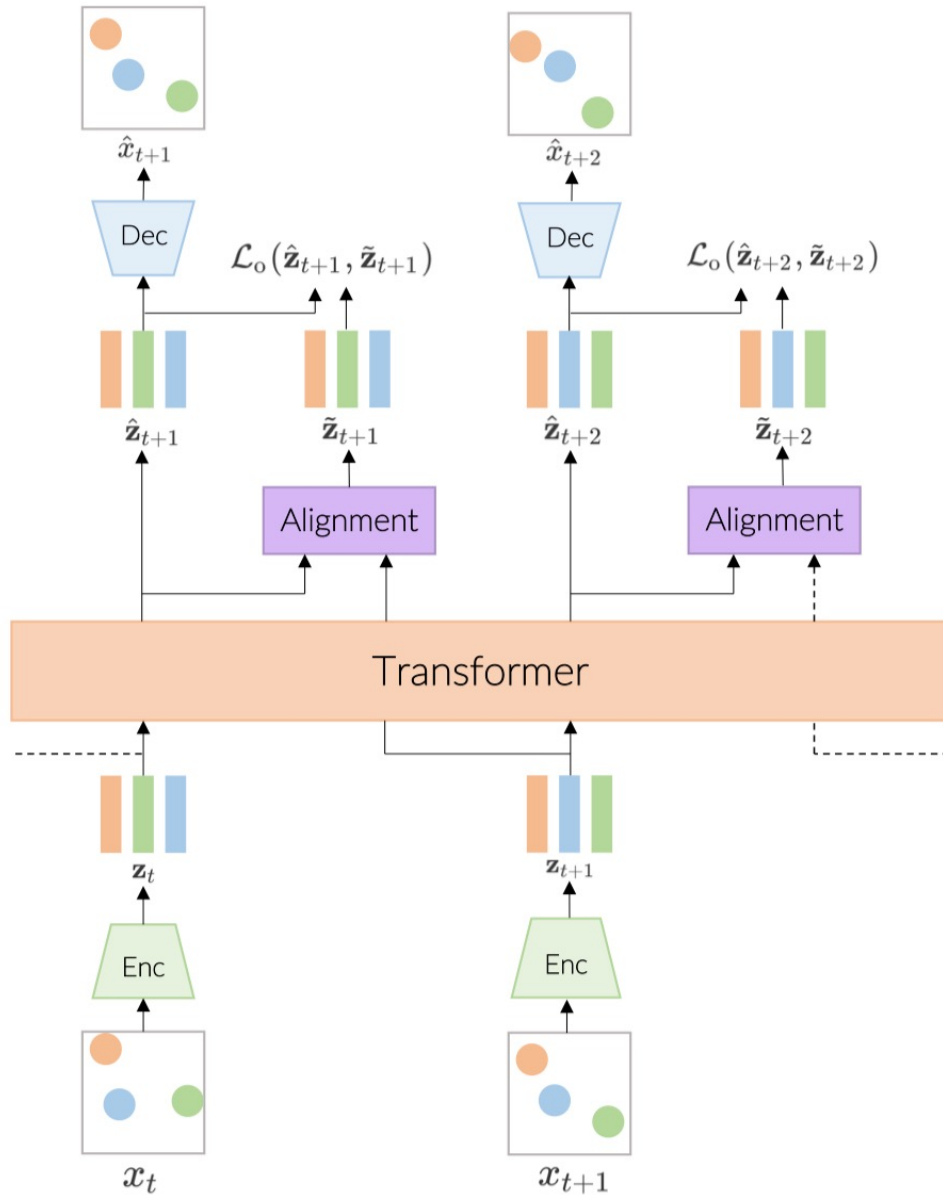 x̂ₜ₊₁
x̂ₜ₊₂
Dec
Dec
ℒₒ(ẑₜ₊₁, z̃ₜ₊₁)
ℒₒ(ẑₜ₊₂, z̃ₜ₊₂)
ẑₜ₊₁
z̃ₜ₊₁
ẑₜ₊₂
z̃ₜ₊₂
Alignment
Alignment
Transformer
zₜ
zₜ₊₁
Enc
Enc
xₜ
xₜ₊₁